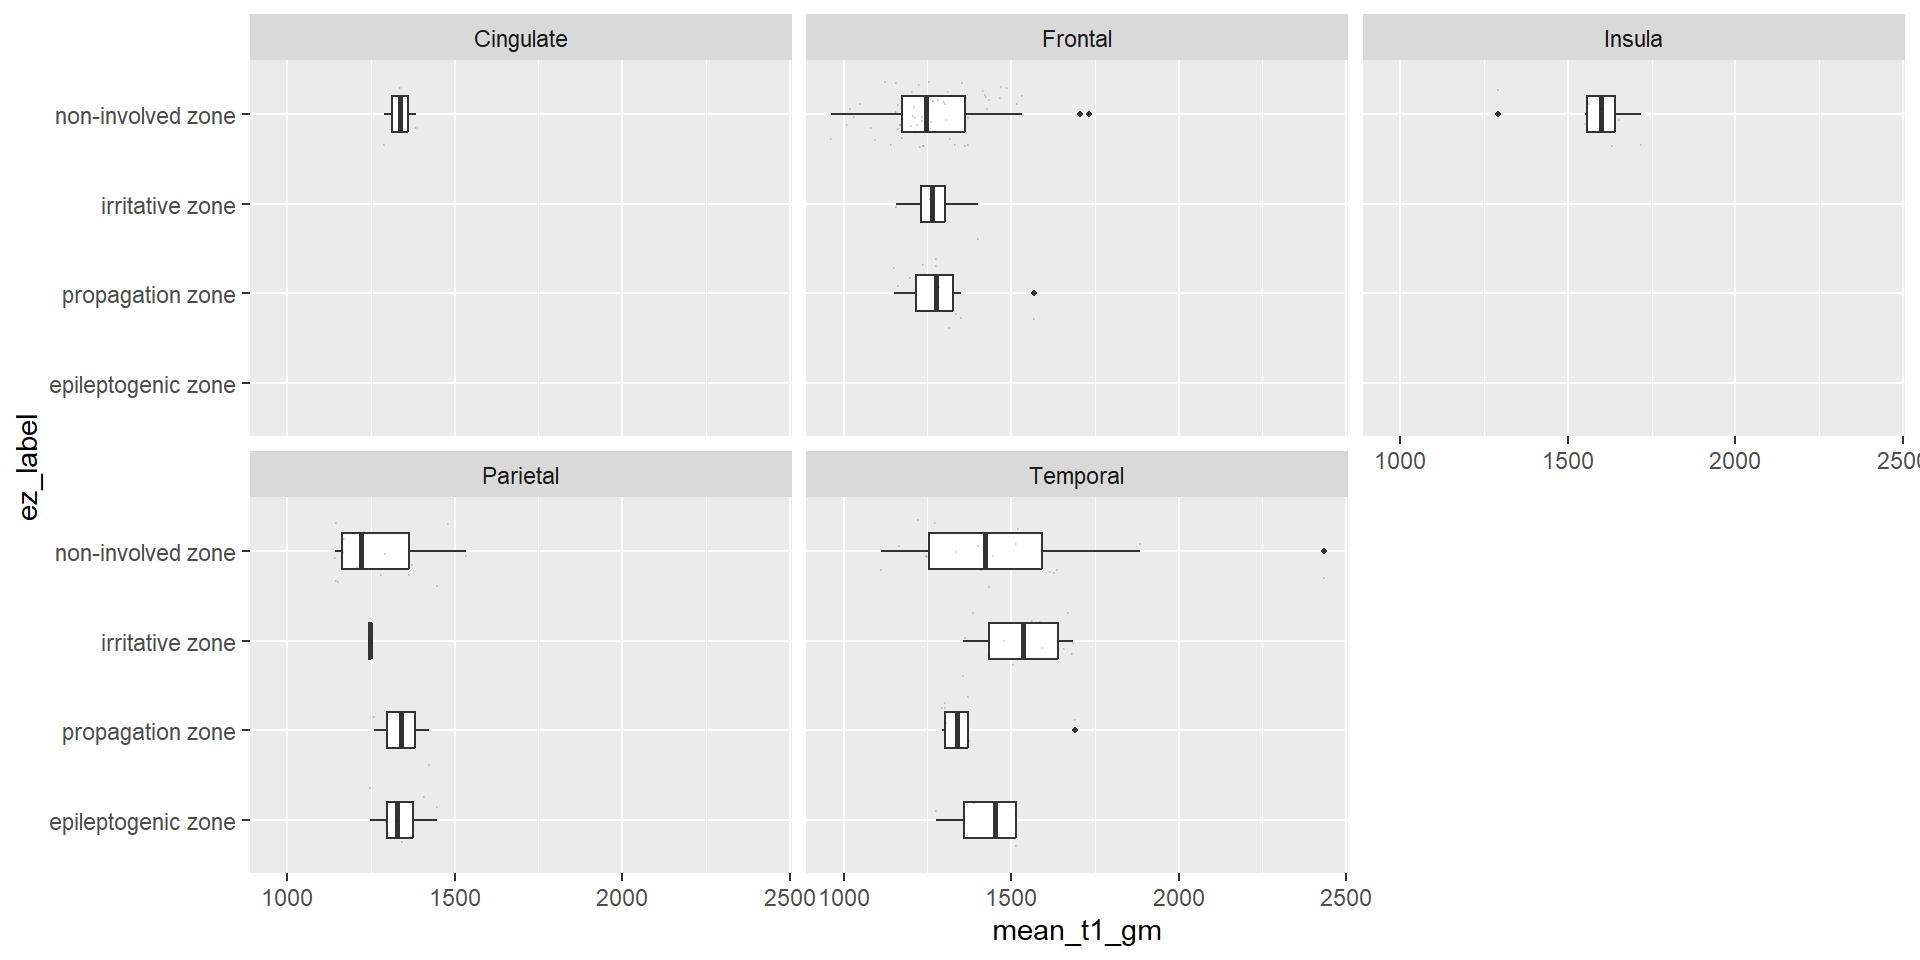 Cingulate
Frontal
Insula
non-involved zone
irritative zone
propagation zone
epileptogenic zone
1000 1500 2000 2500
Parietal
Temporal
non-involved zone
irritative zone
propagation zone
epileptogenic zone
1000 1500 2000 2500
1000 1500 2000 2500
mean_t1_gm
ez_label